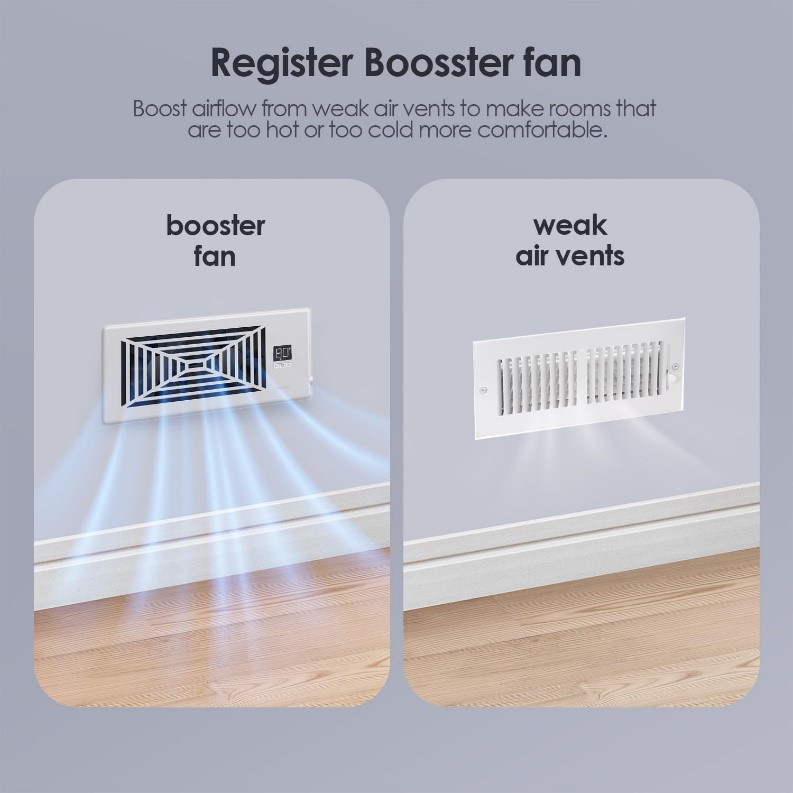 Register Boosster fan
Boost airflow from weak air vents to make rooms that
are too hot or too cold more comfortable.
booster
fan
weak
air vents